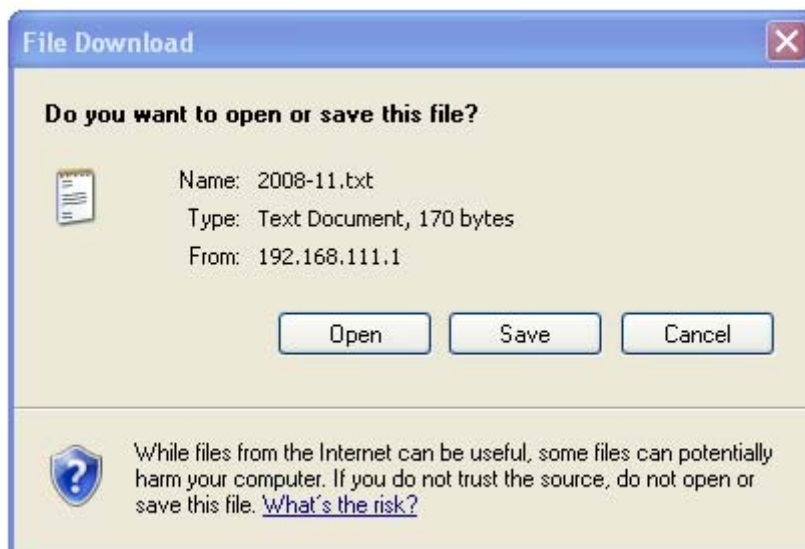 File Download
Do you want to open or save this file?
Name: 2008-11.txt
Type: Text Document, 170 bytes
From: 192.168.111.1
Open Save Cancel
While files from the Internet can be useful, some files can potentially
harm your computer. If you do not trust the source, do not open or
save this file. What's the risk?